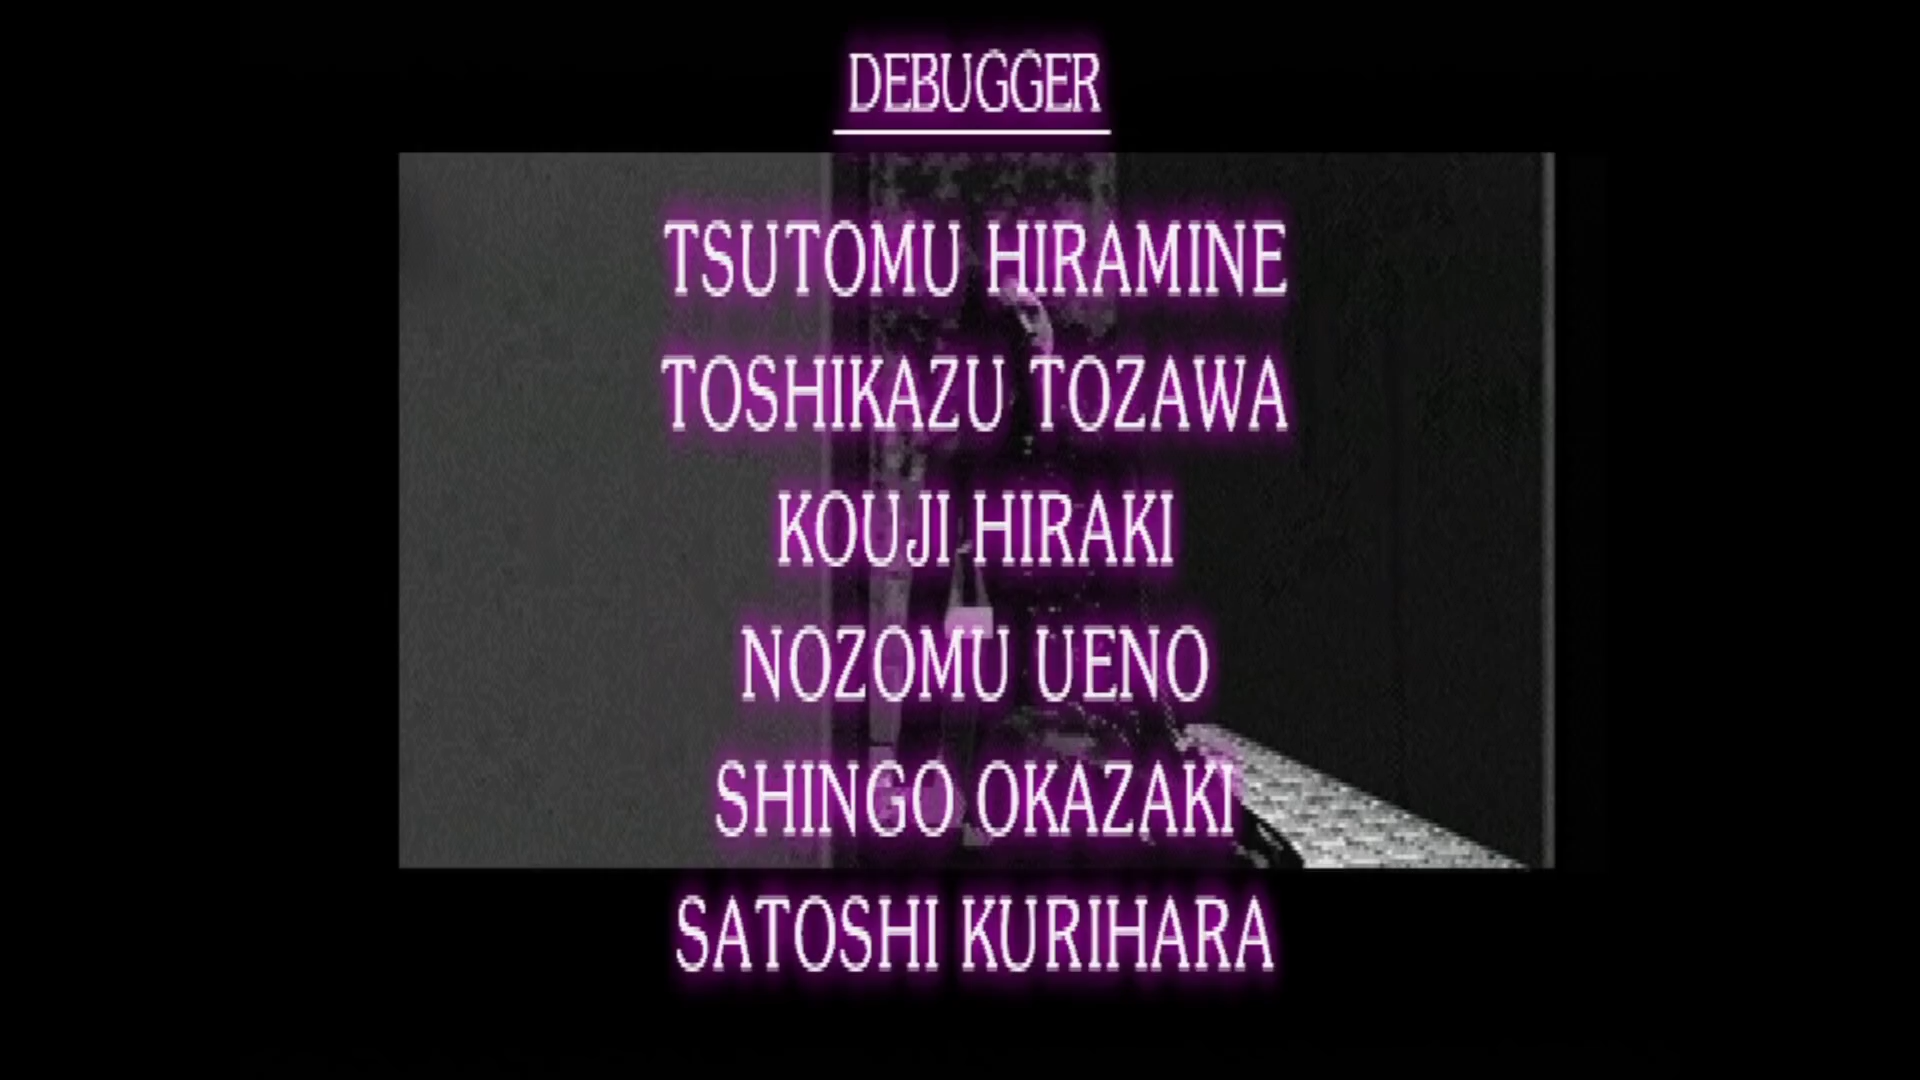 DEBUGGER
TSUTOMU HIRAMINE
TOSHIKAZU TOZAWA
KOUJI HIRAKI
NOZOMU UENO
SHINGO OKAZAKI
SATOSHI KURIHARA